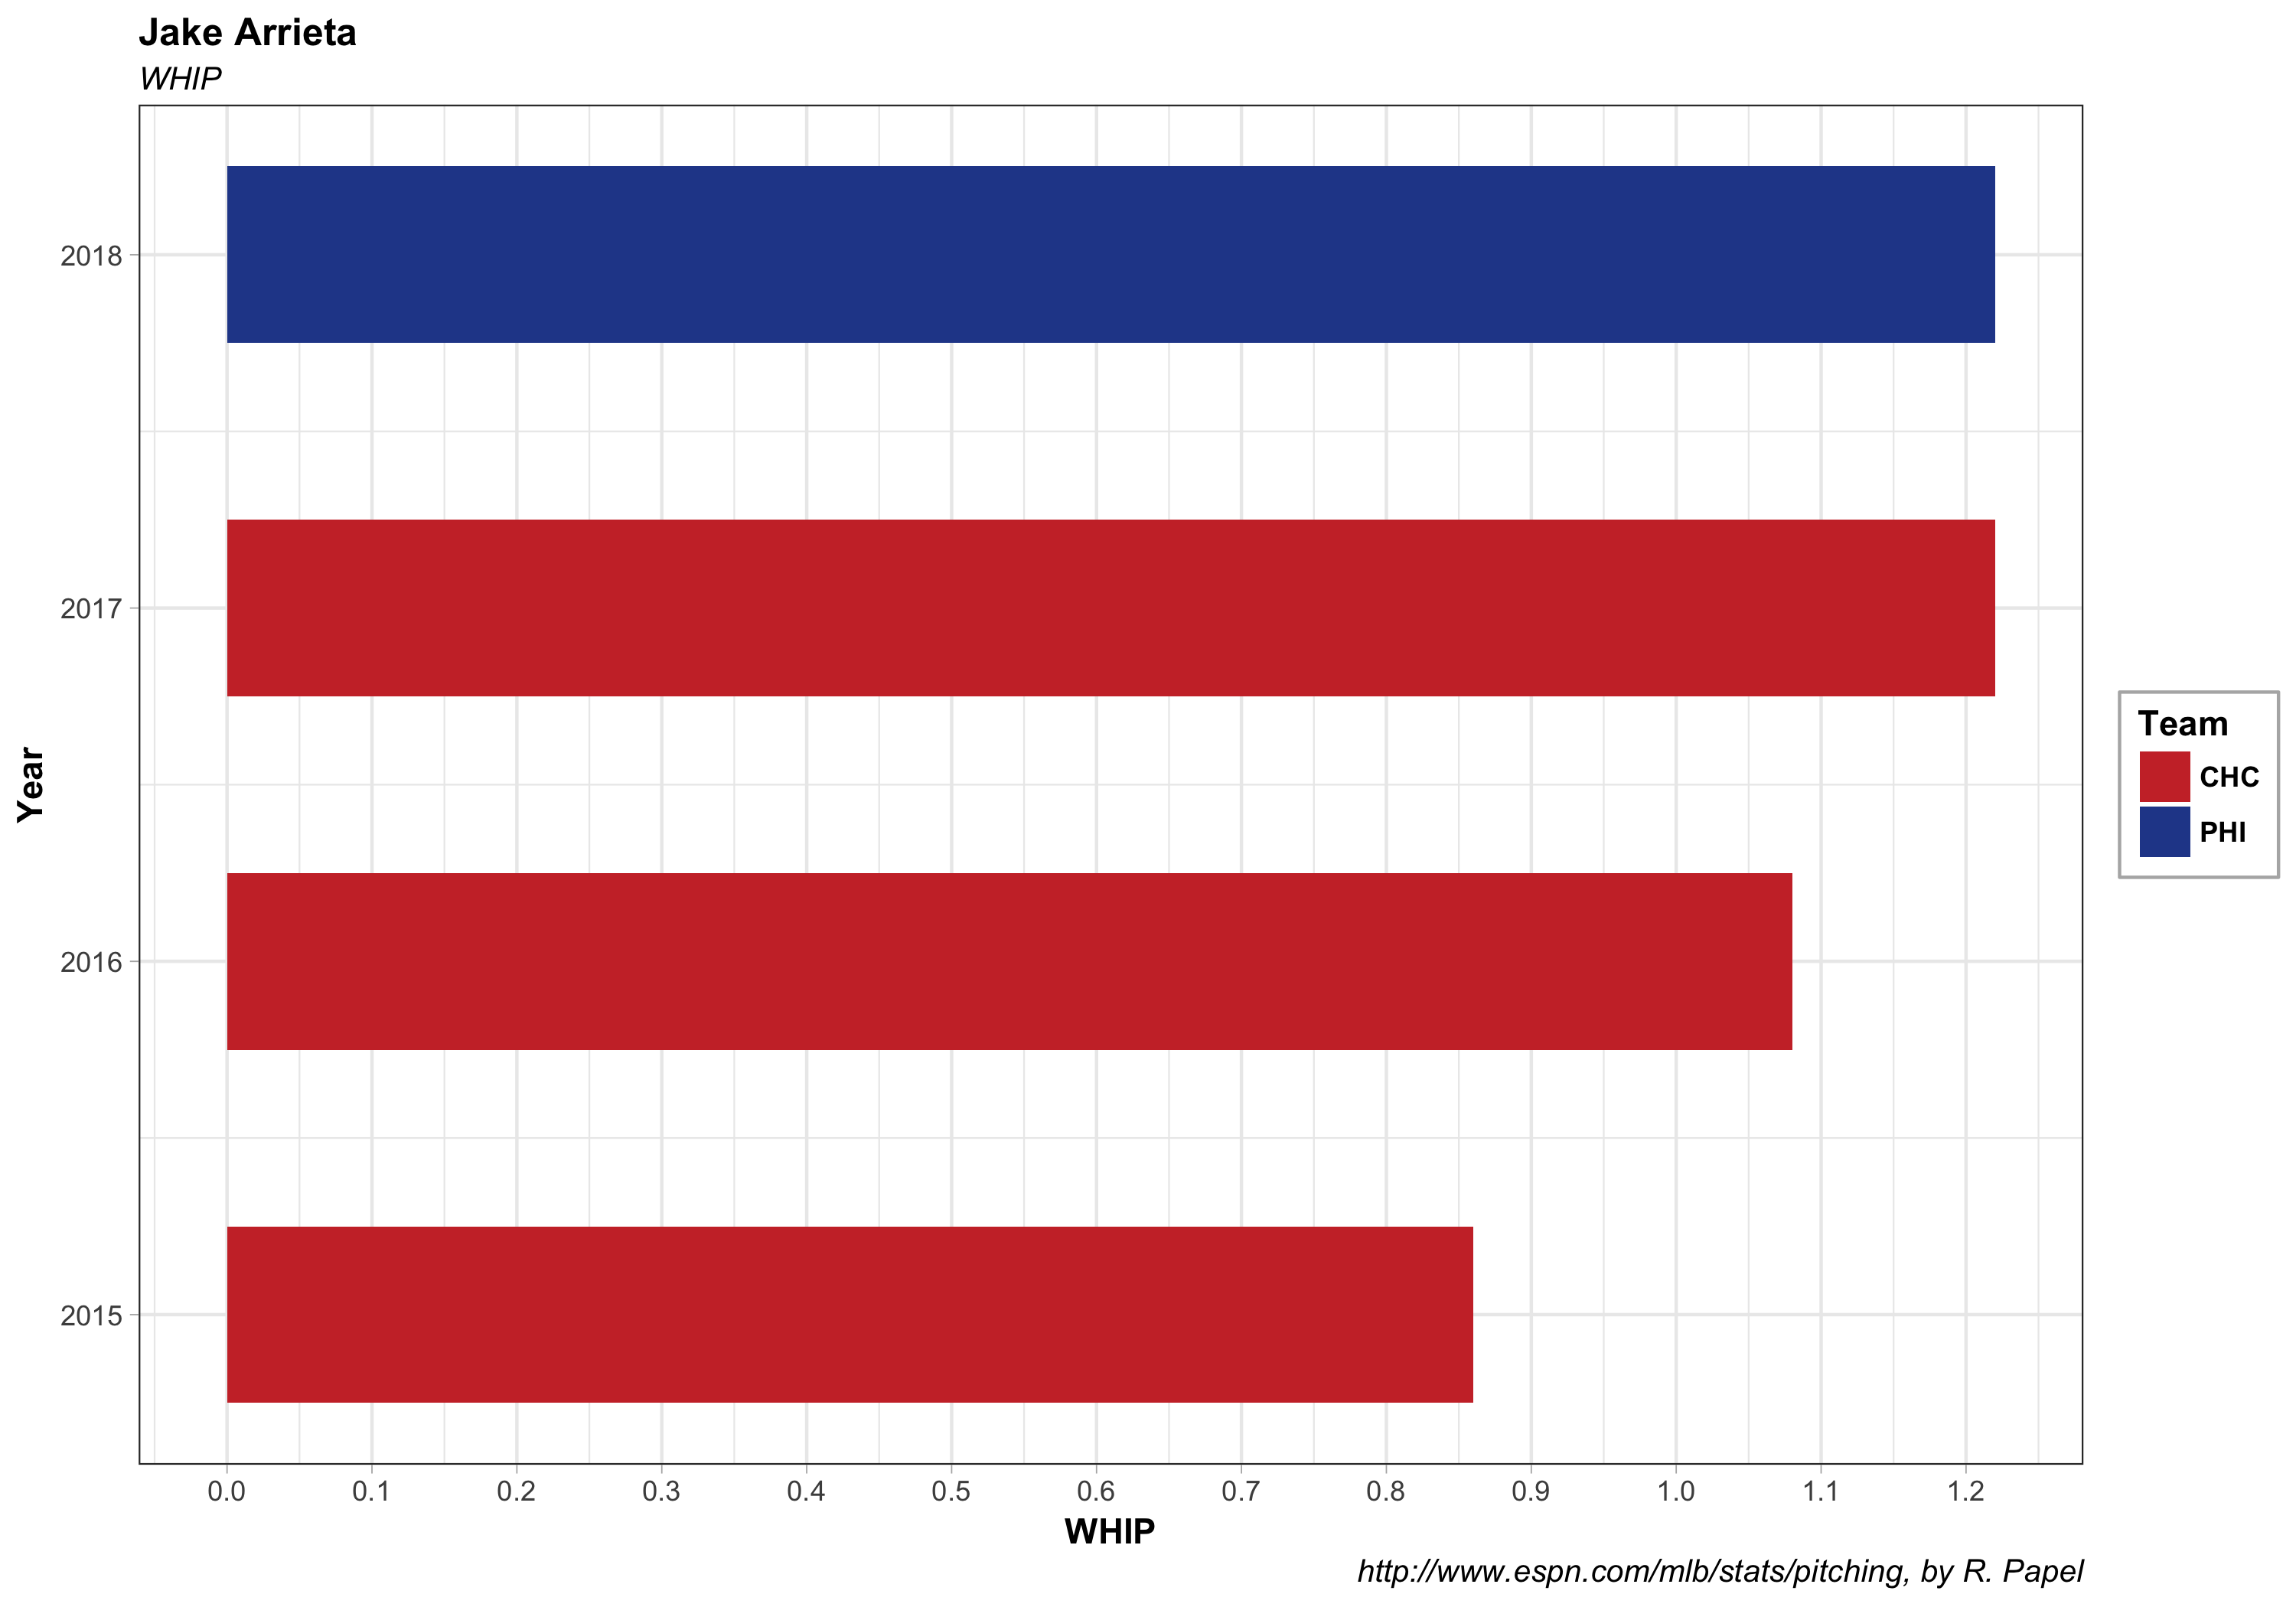 Jake Arrieta
WHIP
2018
2017
2016
2015
Year
0.0 0.1 0.2 0.3 0.4 0.5 0.6 0.7 0.8 0.9 1.0 1.1 1.2
WHIP
Team
CHC
PHI
http://www.espn.com/mlb/stats/pitching, by R. Papel